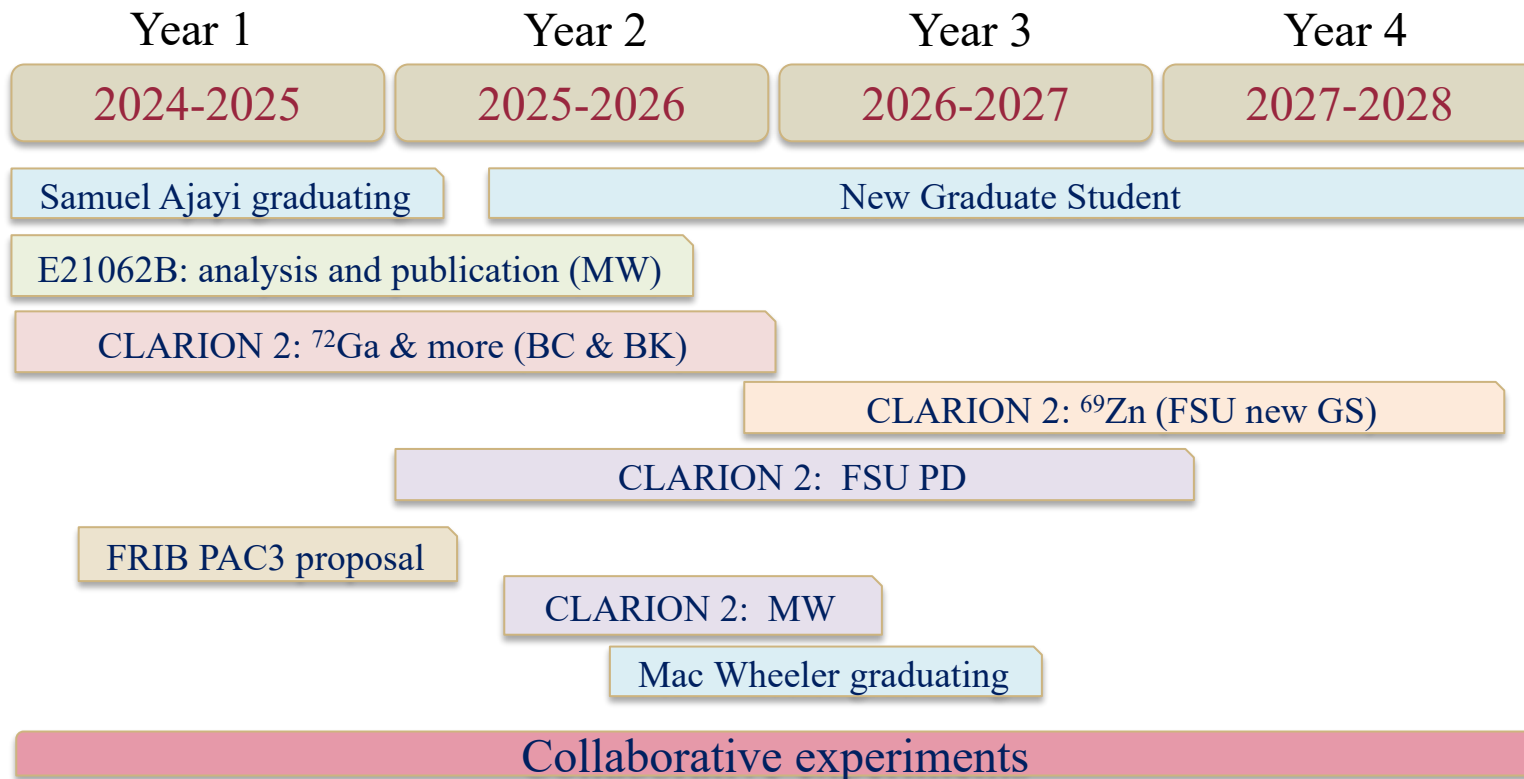 Year 1 Year 2 Year 3 Year 4
2024-2025 2025-2026 2026-2027 2027-2028
Samuel Ajayi graduating New Graduate Student
E21062B: analysis and publication (MW)
CLARION 2: ⁷²Ga & more (BC & BK)
CLARION 2: ⁶⁹Zn (FSU new GS)
CLARION 2: FSU PD
FRIB PAC3 proposal
CLARION 2: MW
Mac Wheeler graduating
Collaborative experiments